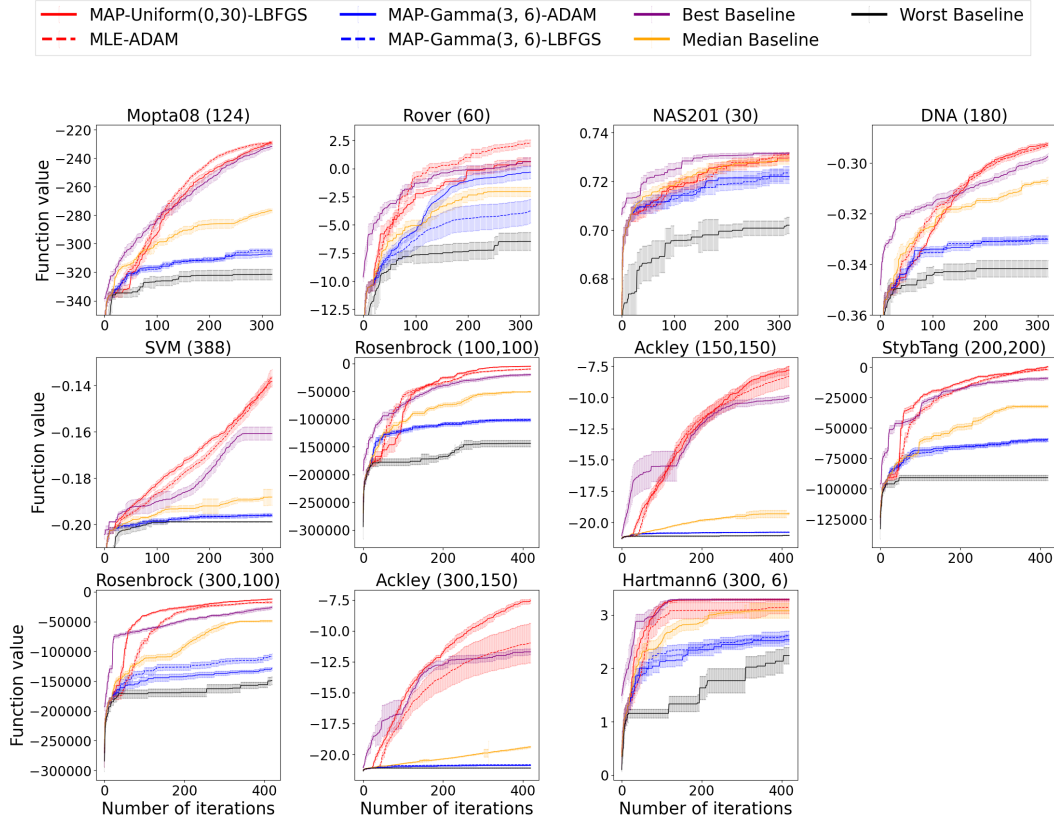 MAP-Uniform(0,30)-LBFGS
MLE-ADAM
MAP-Gamma(3, 6)-ADAM
MAP-Gamma(3, 6)-LBFGS
Best Baseline
Median Baseline
Worst Baseline
Mopta08 (124)
Function value
−220
−240
−260
−280
−300
−320
−340
0 100 200 300
Rover (60)
2.5
0.0
−2.5
−5.0
−7.5
−10.0
−12.5
0 100 200 300
NAS201 (30)
0.74
0.72
0.70
0.68
0 100 200 300
DNA (180)
−0.30
−0.32
−0.34
−0.36
0 100 200 300
SVM (388)
Function value
−0.14
−0.16
−0.18
−0.20
0 100 200 300
Rosenbrock (100,100)
0
−50000
−100000
−150000
−200000
−250000
−300000
0 200 400
Ackley (150,150)
−7.5
−10.0
−12.5
−15.0
−17.5
−20.0
0 200 400
StybTang (200,200)
0
−25000
−50000
−75000
−100000
−125000
0 200 400
Rosenbrock (300,100)
Function value
0
−50000
−100000
−150000
−200000
−250000
−300000
0 200 400
Number of iterations
Ackley (300,150)
−7.5
−10.0
−12.5
−15.0
−17.5
−20.0
0 200 400
Number of iterations
Hartmann6 (300, 6)
3
2
1
0
0 200 400
Number of iterations